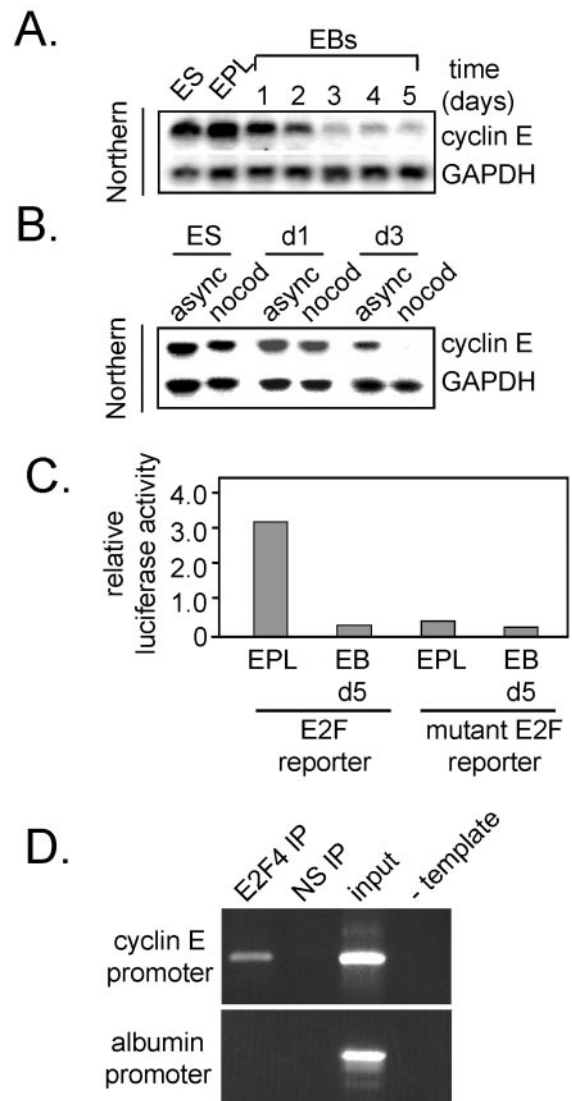 A.
EBs
ES EPL 1 2 3 4 5 time (days)
Northern
cyclin E
GAPDH
B.
ES d1 d3
async nocod async nocod async nocod
Northern
cyclin E
GAPDH
C.
relative luciferase activity
4.0
3.0
2.0
1.0
0
EPL EB d5 EPL EB d5
E2F reporter mutant E2F reporter
D.
E2F4 IP NS IP input - template
cyclin E promoter
albumin promoter